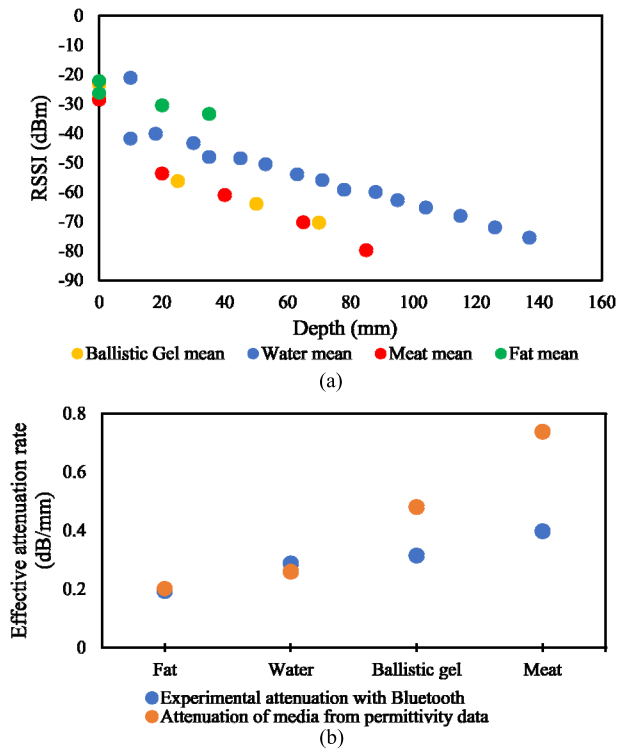 0
-10
-20
-30
-40
-50
-60
-70
-80
-90
RSSI (dBm)
0 20 40 60 80 100 120 140 160
Depth (mm)
Ballistic Gel mean Water mean Meat mean Fat mean
(a)
0.8
0.6
0.4
0.2
0
Effective attenuation rate
(dB/mm)
Fat Water Ballistic gel Meat
Experimental attenuation with Bluetooth
Attenuation of media from permittivity data
(b)